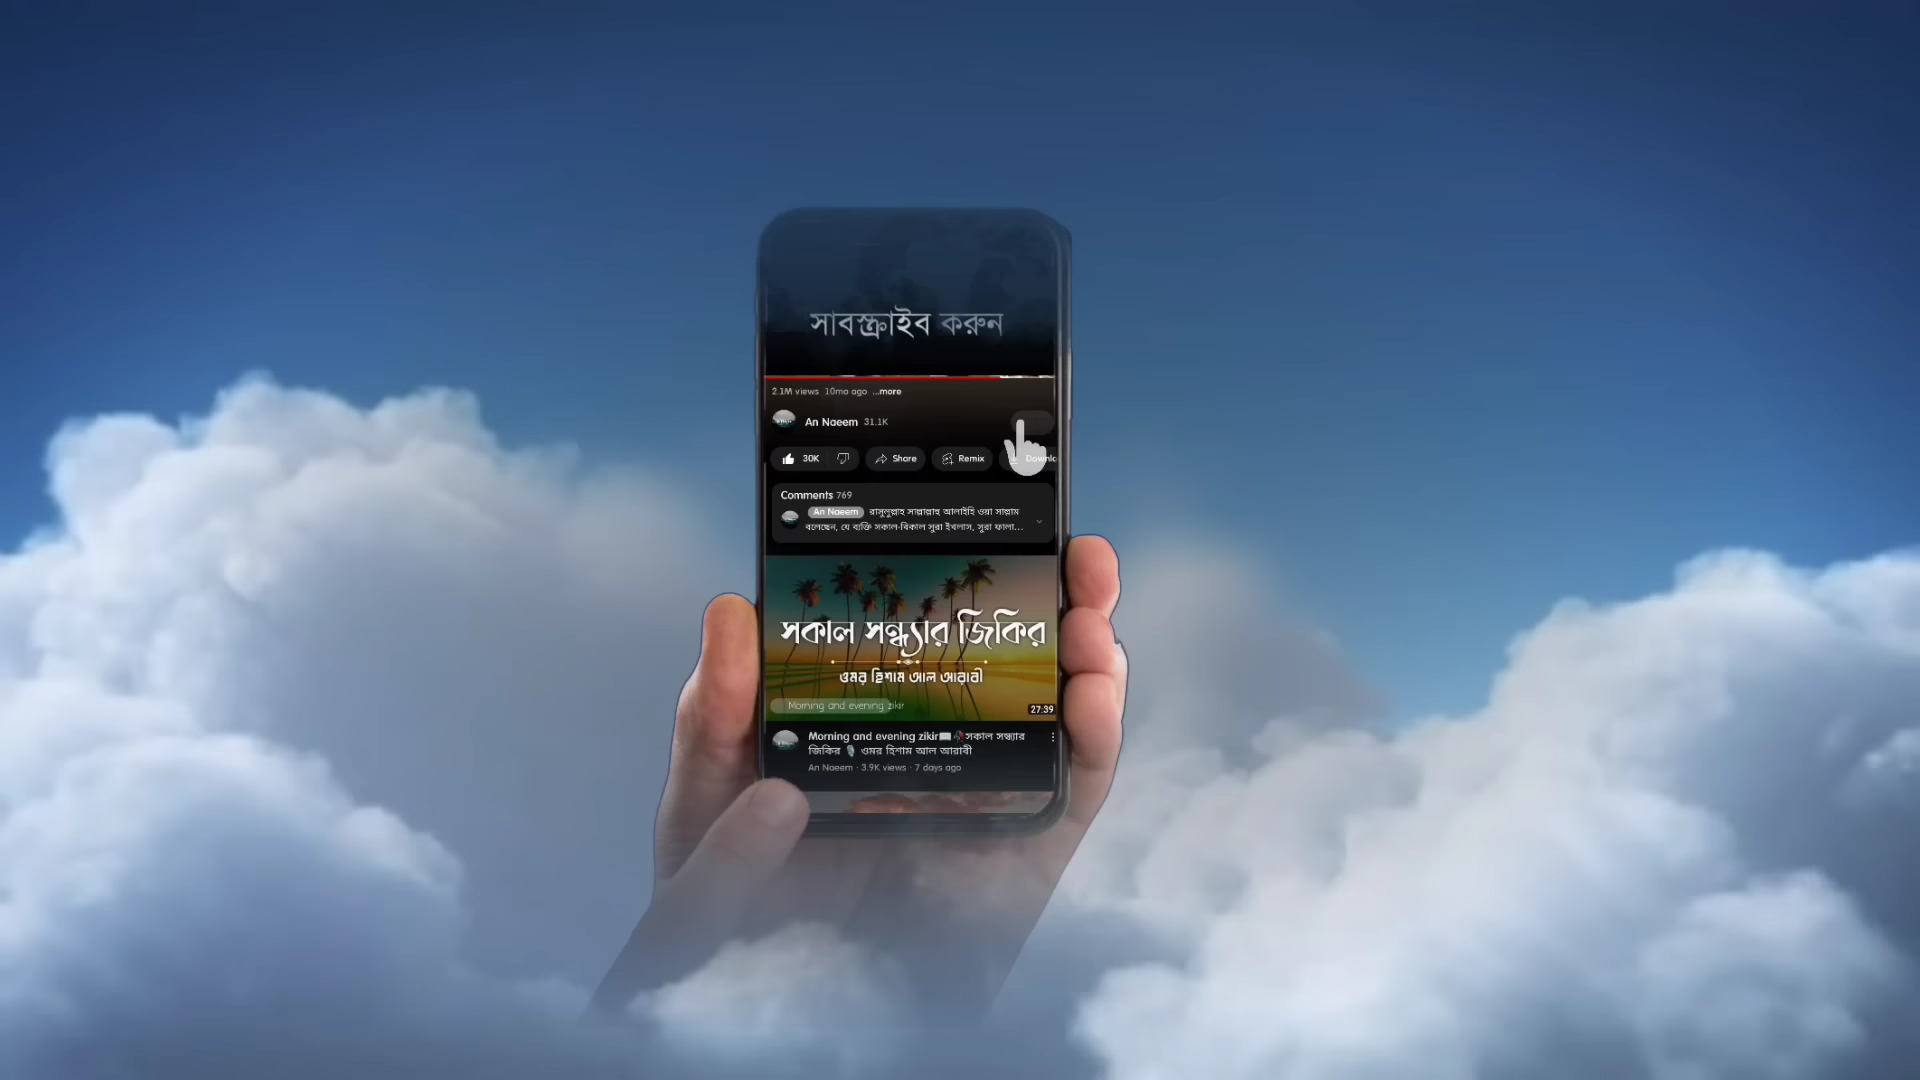 সাবস্ক্রাইব করুন
2.1M views 10mo ago ...more
An Naeem 31.1K
30K Share Remix Downlo
Comments 769
An Naeem রাসুলুল্লাহ সাল্লাল্লাহু আলাইহি ওয়া সাল্লাম
বলেছেন, যে ব্যক্তি সকাল-বিকাল সুরা ইখলাস, সুরা ফালা...
সকাল সন্ধ্যার জিকির
ওমর হিশাম আল আরাবী
Morning and evening zikir
27:39
Morning and evening zikir📖🥀সকাল সন্ধ্যার
জিকির 🎙️ ওমর হিশাম আল আরাবী
An Naeem · 3.9K views · 7 days ago